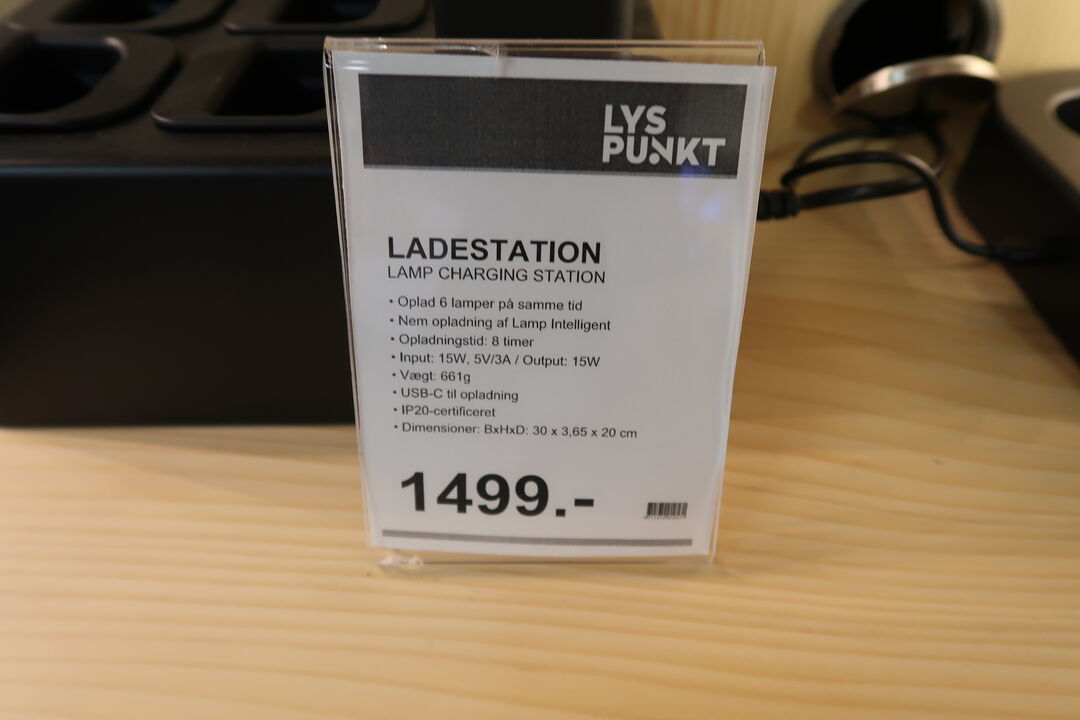 LYS
PUNKT
LADESTATION
LAMP CHARGING STATION
• Oplad 6 lamper på samme tid
• Nem opladning af Lamp Intelligent
• Opladningstid: 8 timer
• Input: 15W, 5V/3A / Output: 15W
• Vægt: 661g
• USB-C til opladning
• IP20-certificeret
• Dimensioner: BxHxD: 30 x 3,65 x 20 cm
1499.-